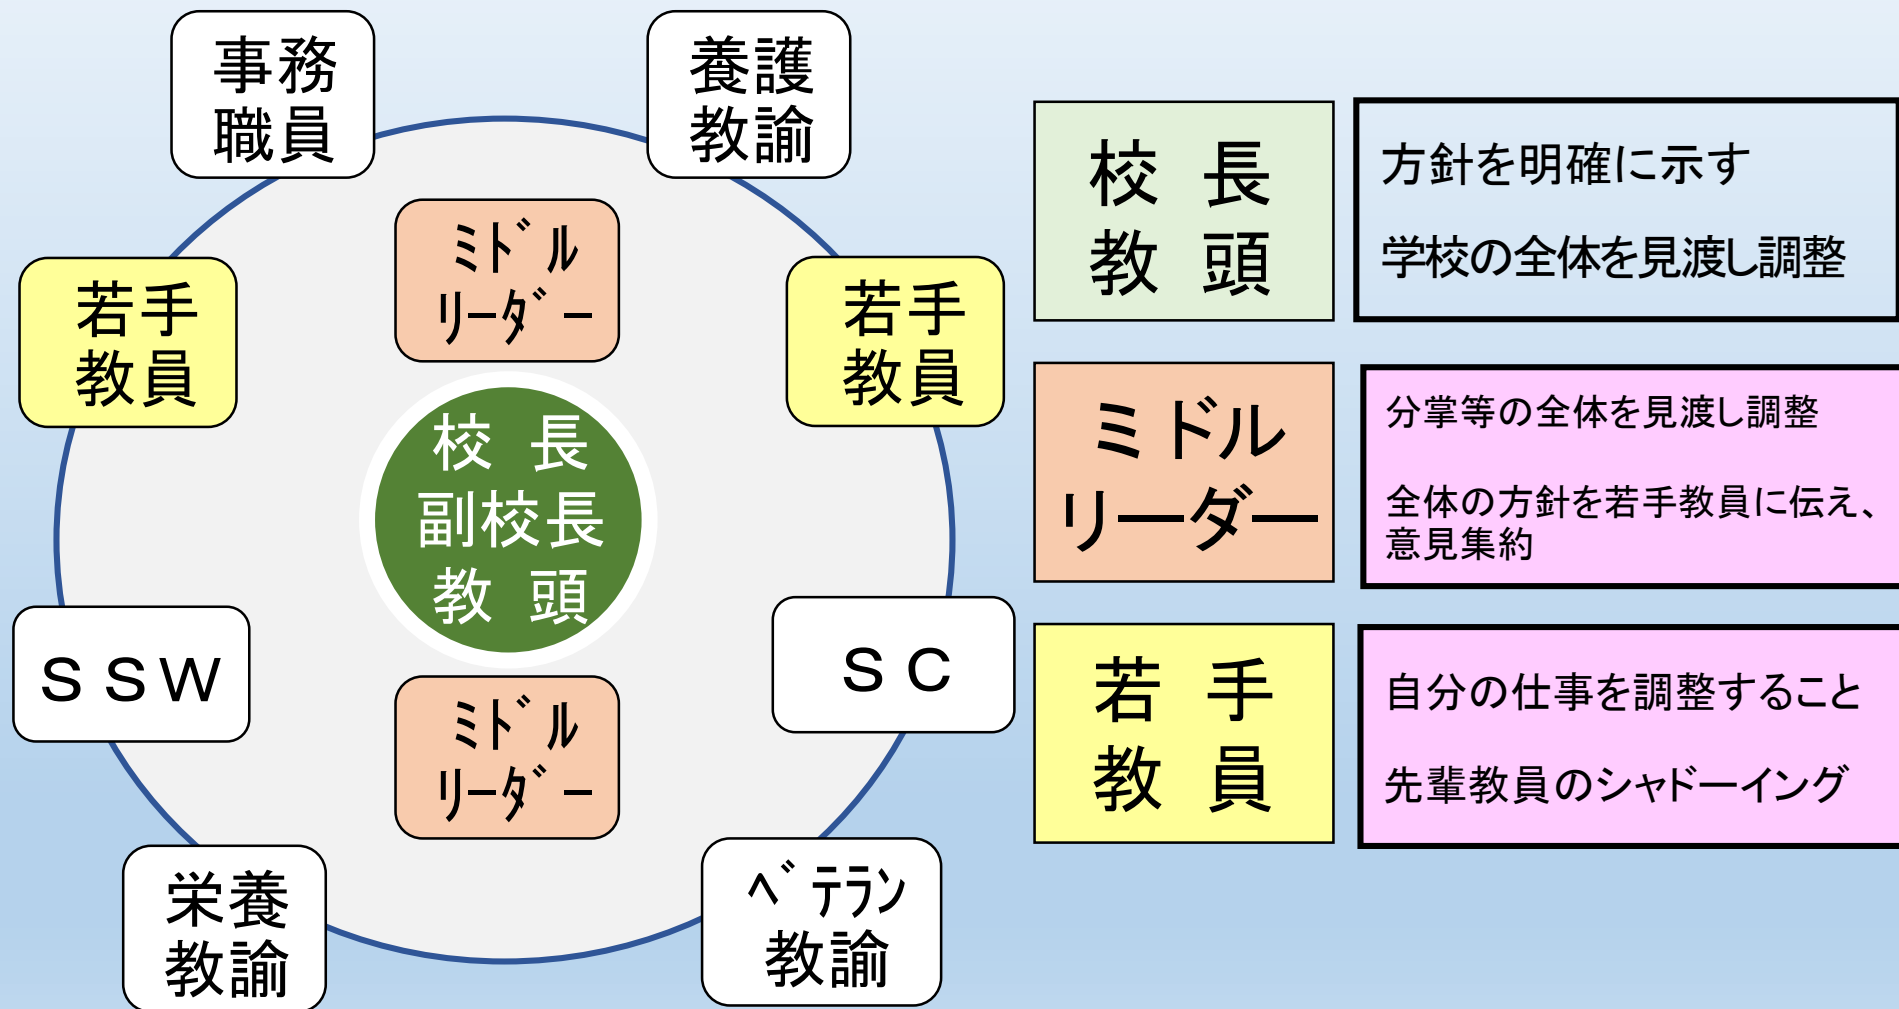 事務
職員
養護
教諭
ﾐﾄﾞﾙ
ﾘｰﾀﾞｰ
若手
教員
若手
教員
校 長
副校長
教 頭
ＳＳＷ
ＳＣ
ﾐﾄﾞﾙ
ﾘｰﾀﾞｰ
栄養
教諭
ﾍﾞﾃﾗﾝ
教諭
校 長
教 頭
方針を明確に示す
学校の全体を見渡し調整
ミドル
リーダー
分掌等の全体を見渡し調整
全体の方針を若手教員に伝え、
意見集約
若 手
教 員
自分の仕事を調整すること
先輩教員のシャドーイング